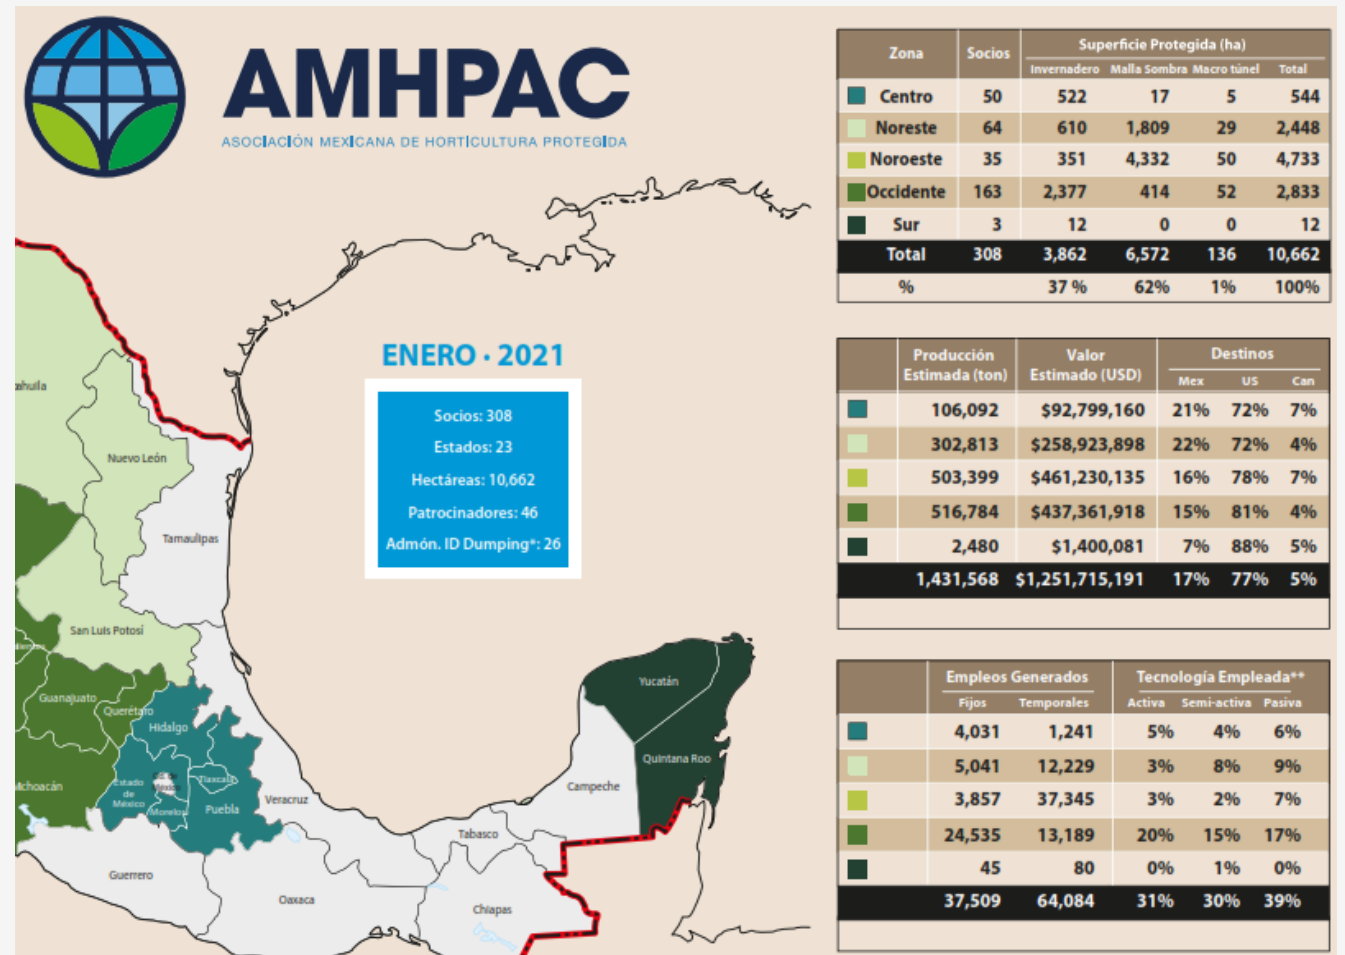 AMHPAC
ASOCIACIÓN MEXICANA DE HORTICULTURA PROTEGIDA
ENERO · 2021
Socios: 308
Estados: 23
Hectáreas: 10,662
Patrocinadores: 46
Admón. ID Dumping*: 26
ahuila
Nuevo León
Tamaulipas
San Luis Potosí
Guanajuato
Querétaro
Hidalgo
Tlaxcala
Estado de México
Morelos
Puebla
choacán
Veracruz
Guerrero
Oaxaca
Tabasco
Chiapas
Campeche
Yucatán
Quintana Roo
Zona Socios Superficie Protegida (ha)
Invernadero Malla Sombra Macro túnel Total
Centro 50 522 17 5 544
Noreste 64 610 1,809 29 2,448
Noroeste 35 351 4,332 50 4,733
Occidente 163 2,377 414 52 2,833
Sur 3 12 0 0 12
Total 308 3,862 6,572 136 10,662
% 37 % 62% 1% 100%
Producción Estimada (ton) Valor Estimado (USD) Destinos
Mex US Can
106,092 $92,799,160 21% 72% 7%
302,813 $258,923,898 22% 72% 4%
503,399 $461,230,135 16% 78% 7%
516,784 $437,361,918 15% 81% 4%
2,480 $1,400,081 7% 88% 5%
1,431,568 $1,251,715,191 17% 77% 5%
Empleos Generados Tecnología Empleada**
Fijos Temporales Activa Semi-activa Pasiva
4,031 1,241 5% 4% 6%
5,041 12,229 3% 8% 9%
3,857 37,345 3% 2% 7%
24,535 13,189 20% 15% 17%
45 80 0% 1% 0%
37,509 64,084 31% 30% 39%